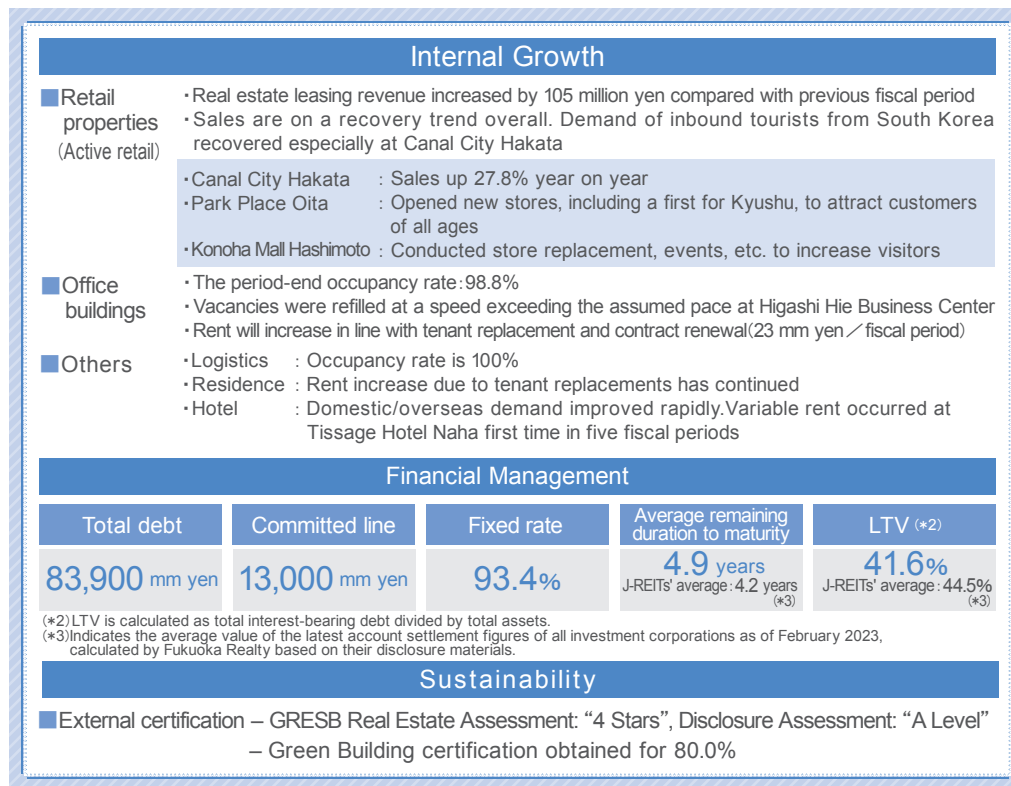 Internal Growth
■Retail properties (Active retail)
・Real estate leasing revenue increased by 105 million yen compared with previous fiscal period
・Sales are on a recovery trend overall. Demand of inbound tourists from South Korea
recovered especially at Canal City Hakata
・Canal City Hakata : Sales up 27.8% year on year
・Park Place Oita : Opened new stores, including a first for Kyushu, to attract customers
of all ages
・Konoha Mall Hashimoto : Conducted store replacement, events, etc. to increase visitors
■Office buildings
・The period-end occupancy rate:98.8%
・Vacancies were refilled at a speed exceeding the assumed pace at Higashi Hie Business Center
・Rent will increase in line with tenant replacement and contract renewal(23 mm yen／fiscal period)
■Others
・Logistics : Occupancy rate is 100%
・Residence : Rent increase due to tenant replacements has continued
・Hotel : Domestic/overseas demand improved rapidly.Variable rent occurred at
Tissage Hotel Naha first time in five fiscal periods
Financial Management
Total debt
83,900 mm yen
Committed line
13,000 mm yen
Fixed rate
93.4%
Average remaining
duration to maturity
4.9 years
J-REITs' average:4.2 years
(*3)
LTV (*2)
41.6%
J-REITs' average:44.5%
(*3)
(*2)LTV is calculated as total interest-bearing debt divided by total assets.
(*3)Indicates the average value of the latest account settlement figures of all investment corporations as of February 2023,
calculated by Fukuoka Realty based on their disclosure materials.
Sustainability
■External certification – GRESB Real Estate Assessment: “4 Stars”, Disclosure Assessment: “A Level”
– Green Building certification obtained for 80.0%